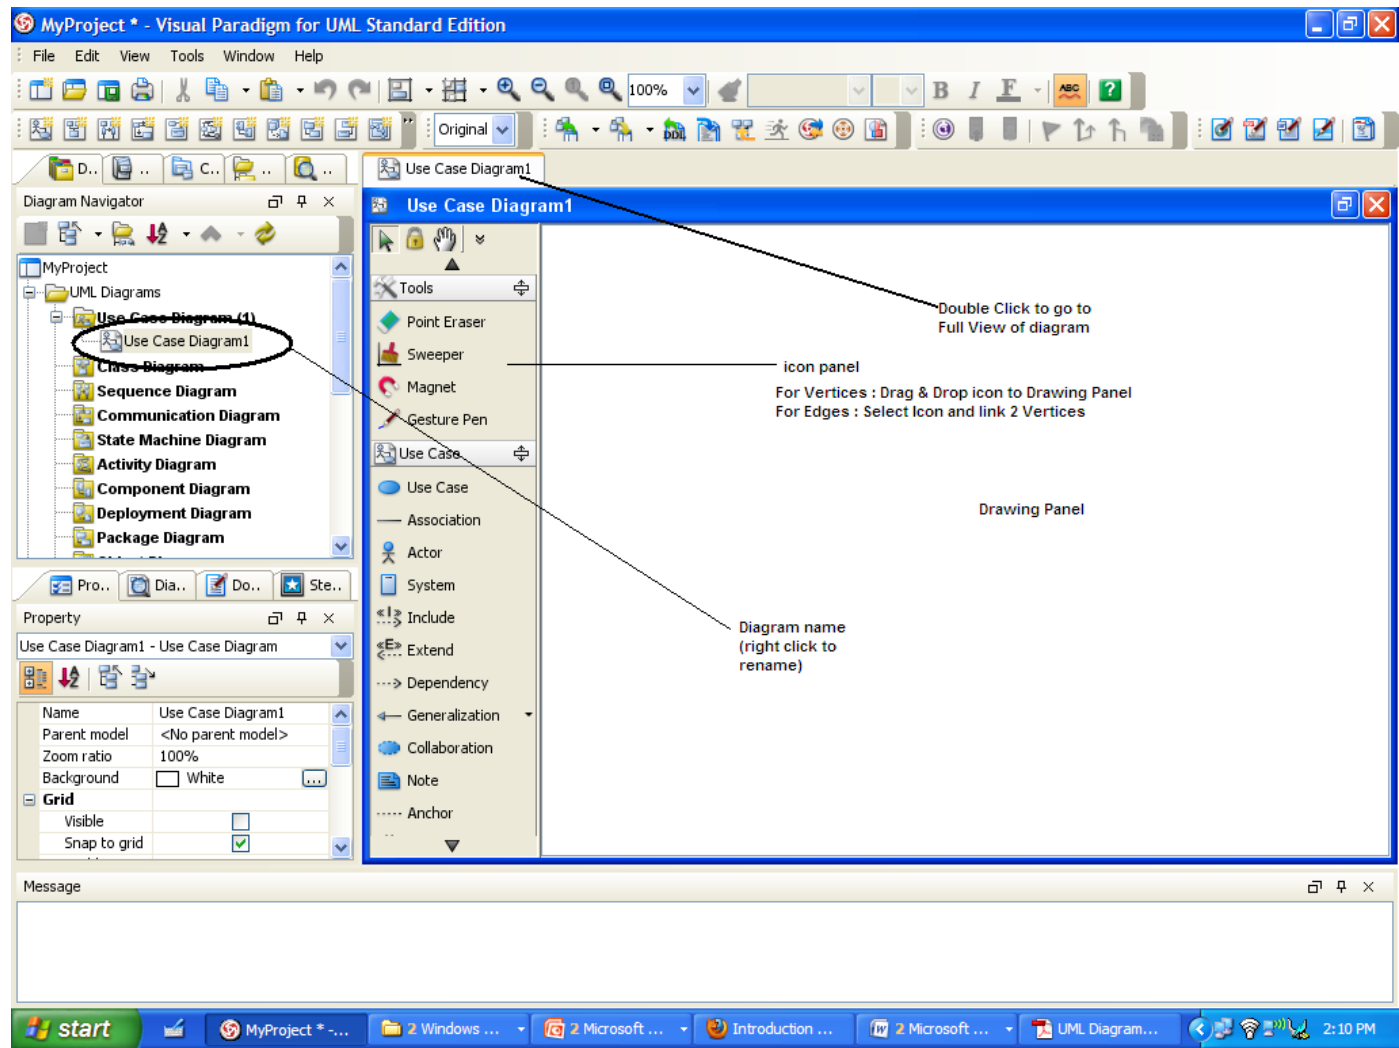 MyProject * - Visual Paradigm for UML Standard Edition
File Edit View Tools Window Help
100% B I F ABC ?
Original DDL
D.. .. C.. .. ..
Use Case Diagram1
Diagram Navigator
Use Case Diagram1
MyProject
UML Diagrams
Use Case Diagram (1)
Use Case Diagram1
Class Diagram
Sequence Diagram
Communication Diagram
State Machine Diagram
Activity Diagram
Component Diagram
Deployment Diagram
Package Diagram
Tools
Point Eraser
Sweeper
Magnet
Gesture Pen
Use Case
Use Case
Association
Actor
System
Include
Extend
Dependency
Generalization
Collaboration
Note
Anchor
Double Click to go to
Full View of diagram
icon panel
For Vertices : Drag & Drop icon to Drawing Panel
For Edges : Select Icon and link 2 Vertices
Drawing Panel
Diagram name
(right click to
rename)
Pro.. Dia.. Do.. Ste..
Property
Use Case Diagram1 - Use Case Diagram
Name Use Case Diagram1
Parent model <No parent model>
Zoom ratio 100%
Background White ...
Grid
Visible
Snap to grid
Message
start MyProject * -... 2 Windows ... 2 Microsoft ... Introduction ... 2 Microsoft ... UML Diagram... 2:10 PM